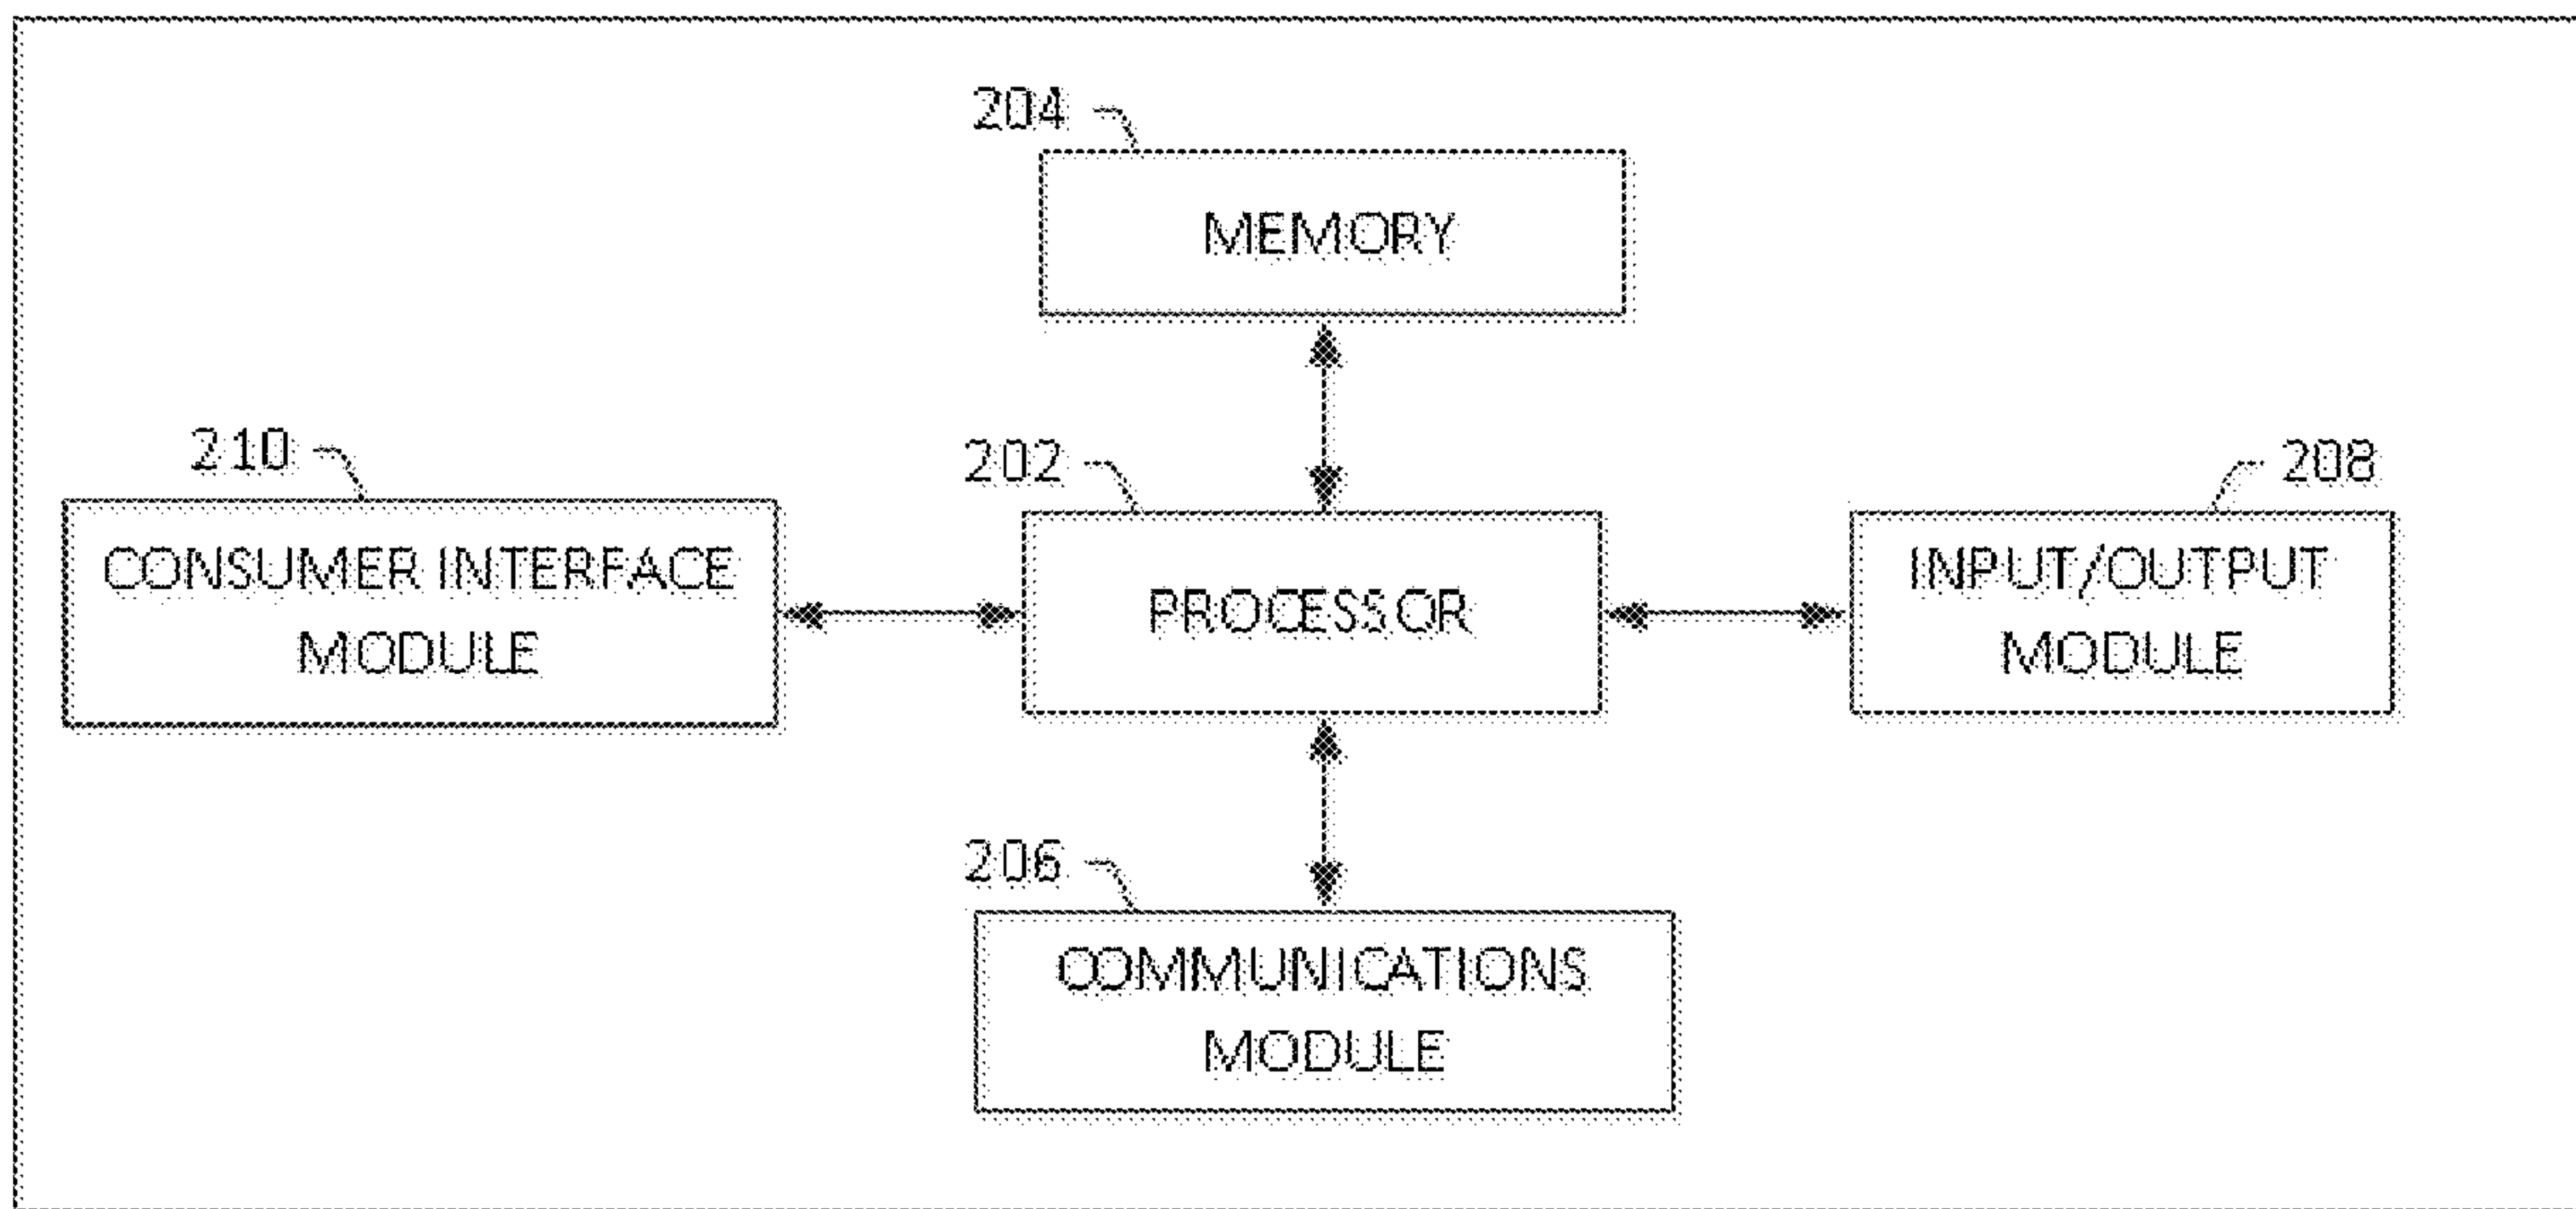 204
MEMORY
210
202
208
CONSUMER INTERFACE
MODULE
PROCESSOR
INPUT/OUTPUT
MODULE
206
COMMUNICATIONS
MODULE